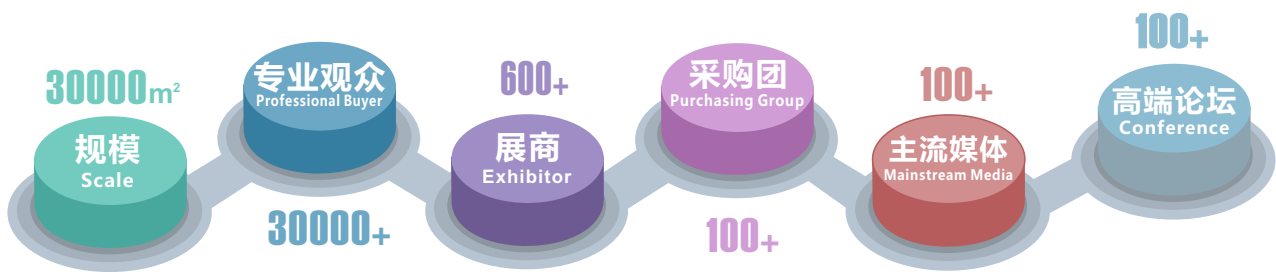 30000m²
规模
Scale
专业观众
Professional Buyer
30000+
600+
展商
Exhibitor
采购团
Purchasing Group
100+
100+
主流媒体
Mainstream Media
100+
高端论坛
Conference